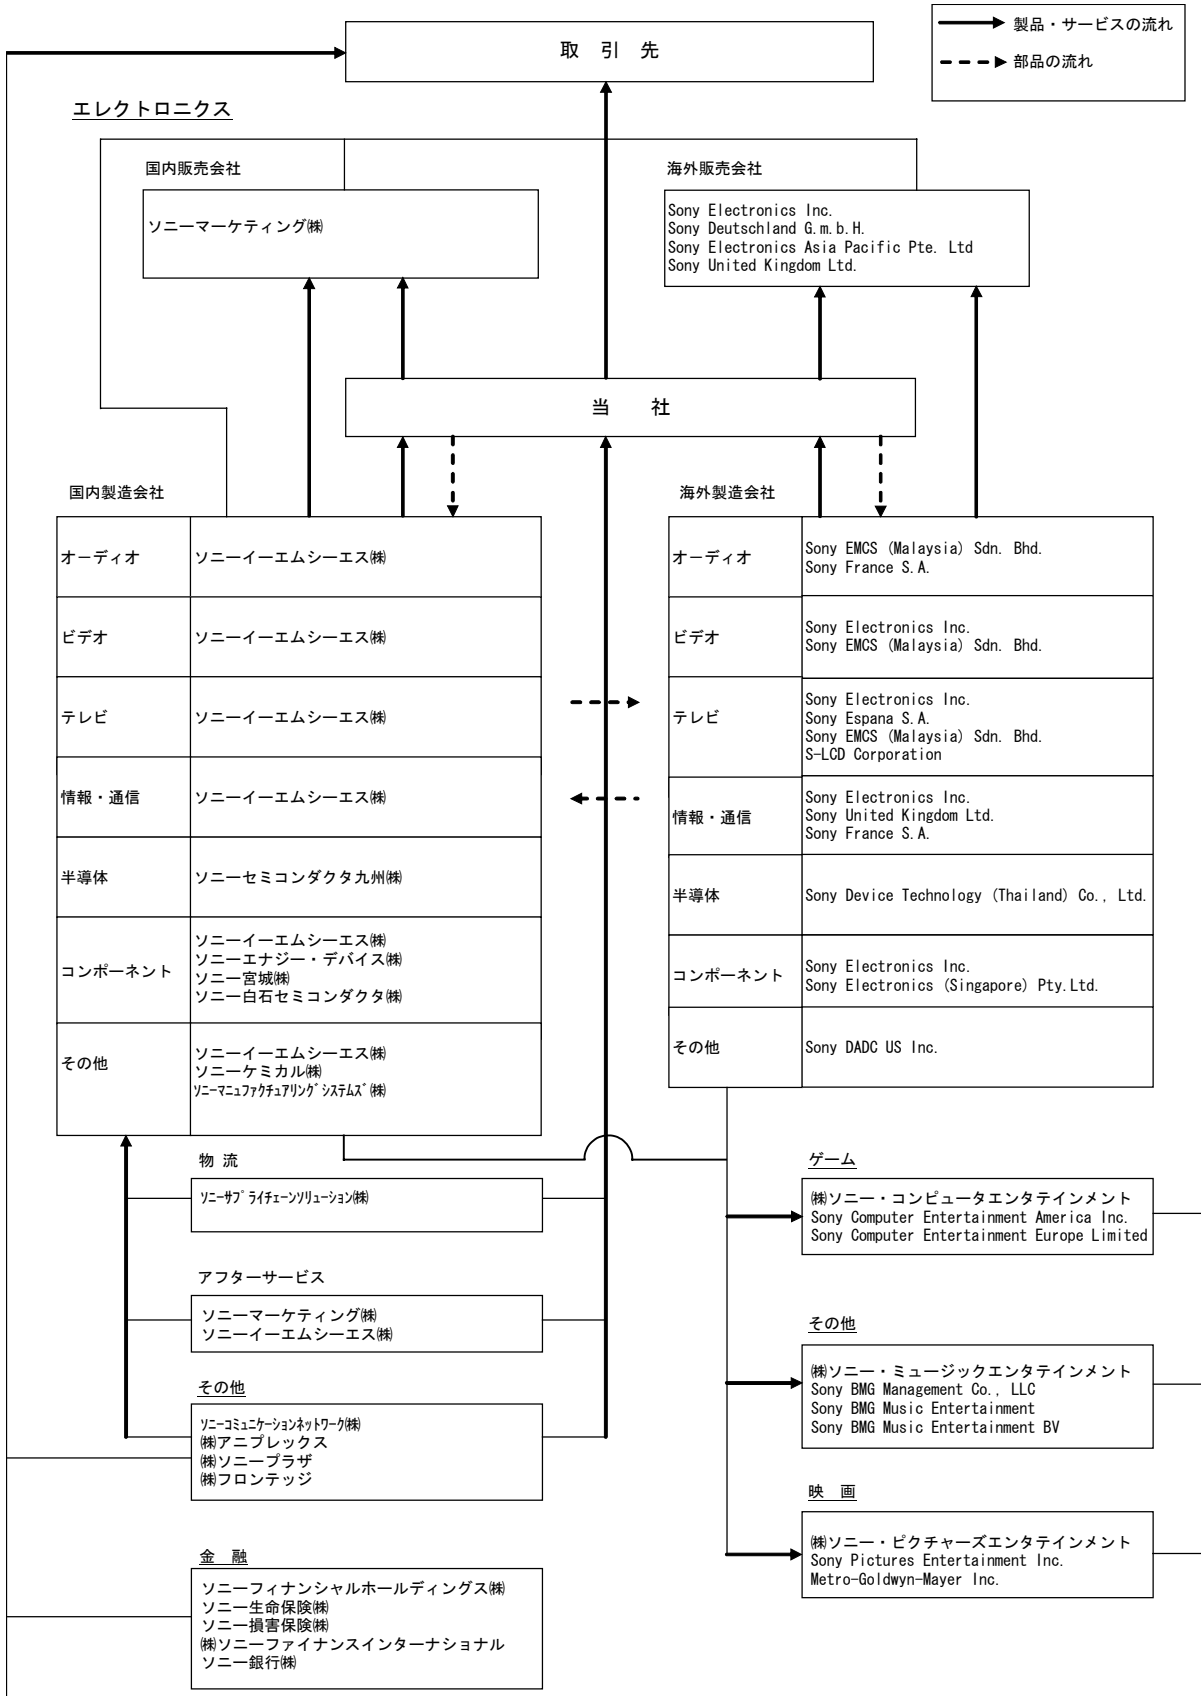 製品・サービスの流れ
部品の流れ
取 引 先
エレクトロニクス
国内販売会社
ソニーマーケティング㈱
海外販売会社
Sony Electronics Inc.
Sony Deutschland G.m.b.H.
Sony Electronics Asia Pacific Pte. Ltd
Sony United Kingdom Ltd.
当 社
国内製造会社
オーディオ
ソニーイーエムシーエス㈱
ビデオ
ソニーイーエムシーエス㈱
テレビ
ソニーイーエムシーエス㈱
情報・通信
ソニーイーエムシーエス㈱
半導体
ソニーセミコンダクタ九州㈱
コンポーネント
ソニーイーエムシーエス㈱
ソニーエナジー・デバイス㈱
ソニー宮城㈱
ソニー白石セミコンダクタ㈱
その他
ソニーイーエムシーエス㈱
ソニーケミカル㈱
ｿﾆｰﾏﾆｭﾌｧｸﾁｭｱﾘﾝｸﾞｼｽﾃﾑｽﾞ㈱
海外製造会社
オーディオ
Sony EMCS (Malaysia) Sdn. Bhd.
Sony France S.A.
ビデオ
Sony Electronics Inc.
Sony EMCS (Malaysia) Sdn. Bhd.
テレビ
Sony Electronics Inc.
Sony Espana S.A.
Sony EMCS (Malaysia) Sdn. Bhd.
S-LCD Corporation
情報・通信
Sony Electronics Inc.
Sony United Kingdom Ltd.
Sony France S.A.
半導体
Sony Device Technology (Thailand) Co., Ltd.
コンポーネント
Sony Electronics Inc.
Sony Electronics (Singapore) Pty.Ltd.
その他
Sony DADC US Inc.
物 流
ｿﾆｰｻﾌﾟﾗｲﾁｪｰﾝｿﾘｭｰｼｮﾝ㈱
アフターサービス
ソニーマーケティング㈱
ソニーイーエムシーエス㈱
その他
ｿﾆｰｺﾐｭﾆｹｰｼｮﾝﾈｯﾄﾜｰｸ㈱
㈱アニプレックス
㈱ソニープラザ
㈱フロンテッジ
金 融
ソニーフィナンシャルホールディングス㈱
ソニー生命保険㈱
ソニー損害保険㈱
㈱ソニーファイナンスインターナショナル
ソニー銀行㈱
ゲーム
㈱ソニー・コンピュータエンタテインメント
Sony Computer Entertainment America Inc.
Sony Computer Entertainment Europe Limited
その他
㈱ソニー・ミュージックエンタテインメント
Sony BMG Management Co., LLC
Sony BMG Music Entertainment
Sony BMG Music Entertainment BV
映 画
㈱ソニー・ピクチャーズエンタテインメント
Sony Pictures Entertainment Inc.
Metro-Goldwyn-Mayer Inc.